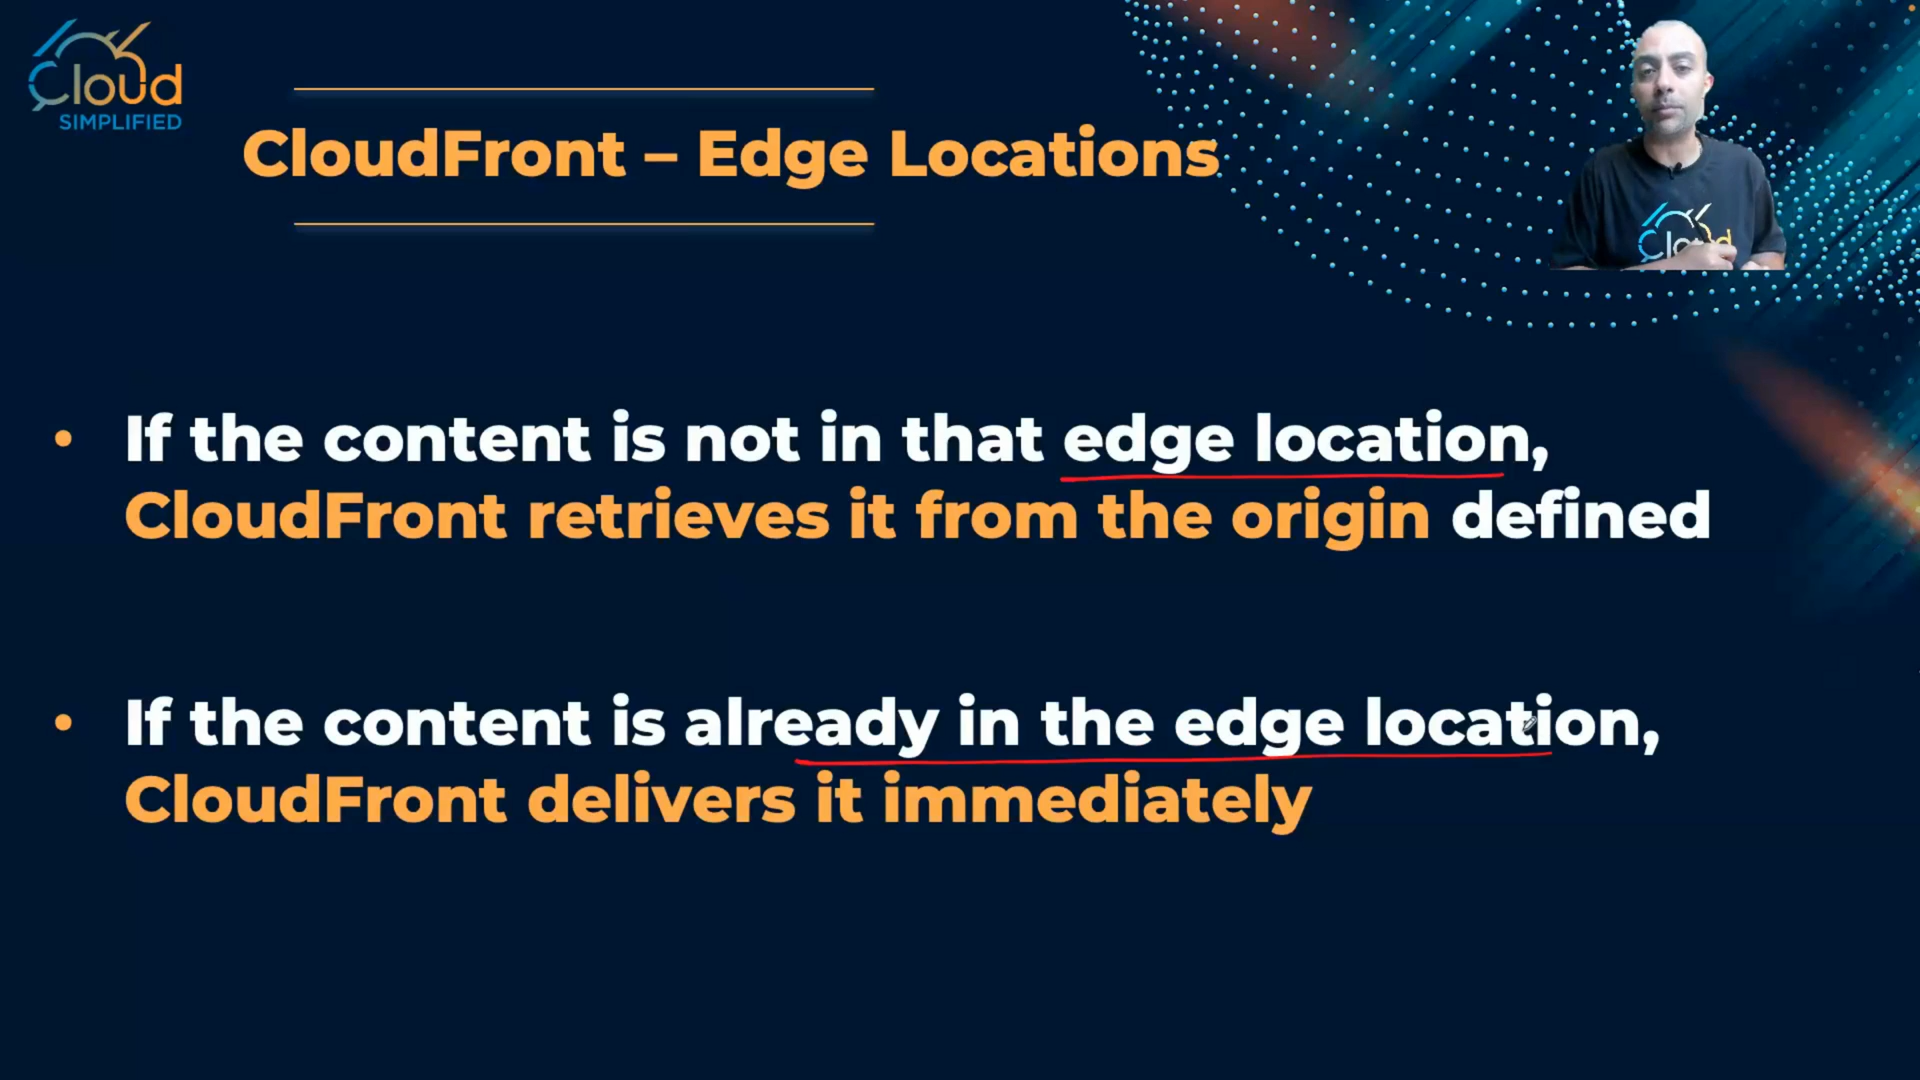 Cloud
SIMPLIFIED
CloudFront – Edge Locations
If the content is not in that edge location,
CloudFront retrieves it from the origin defined
If the content is already in the edge location,
CloudFront delivers it immediately